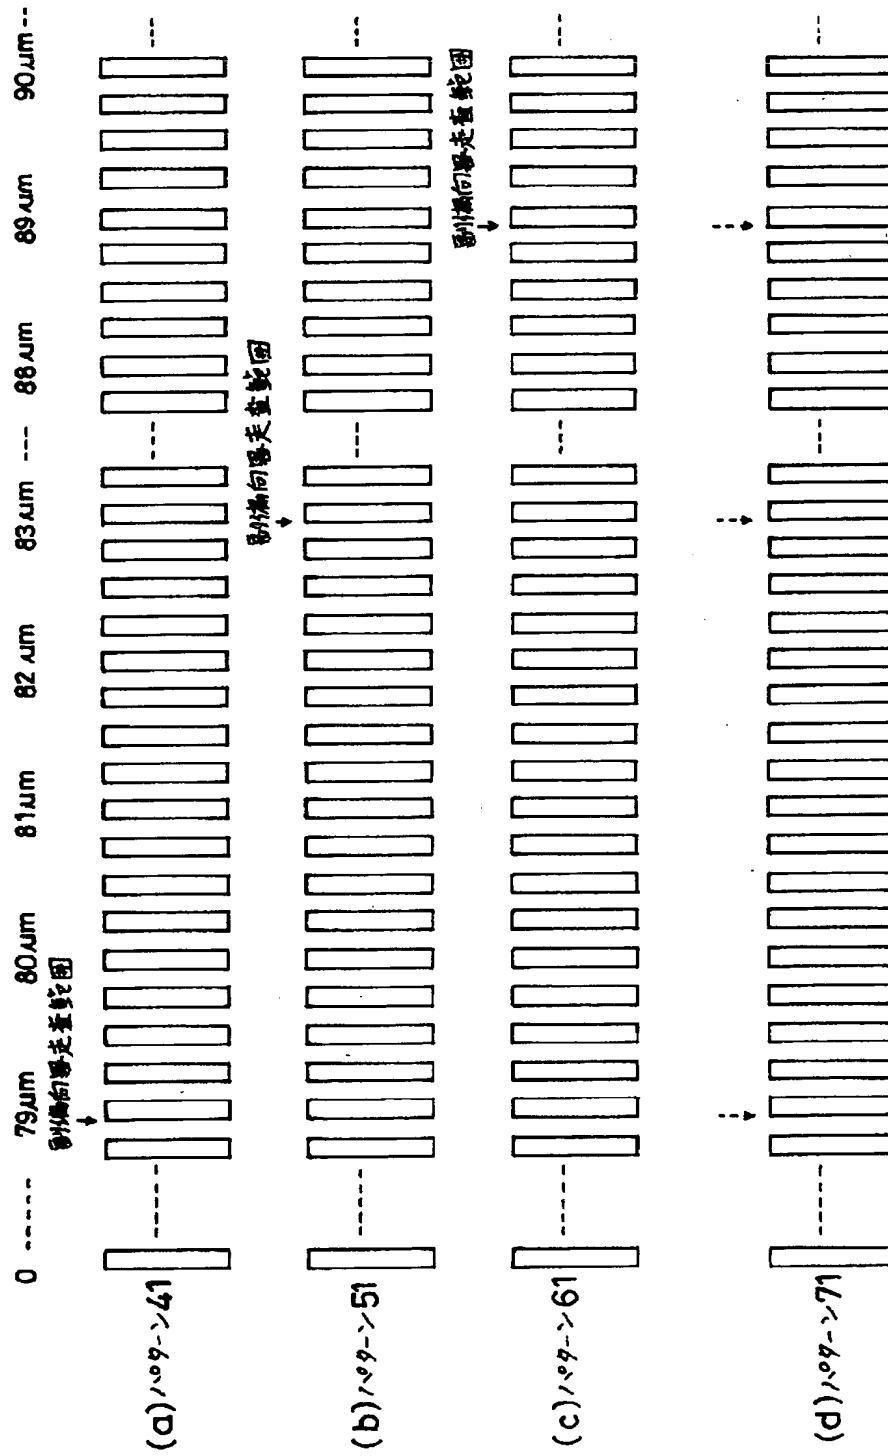 0 ------ 79μm 80μm 81μm 82μm 83μm --- 88μm 89μm 90μm --
副偏向器走査範囲
(a)パターン41
副偏向器走査範囲
(b)パターン51
副偏向器走査範囲
(c)パターン61
(d)パターン71